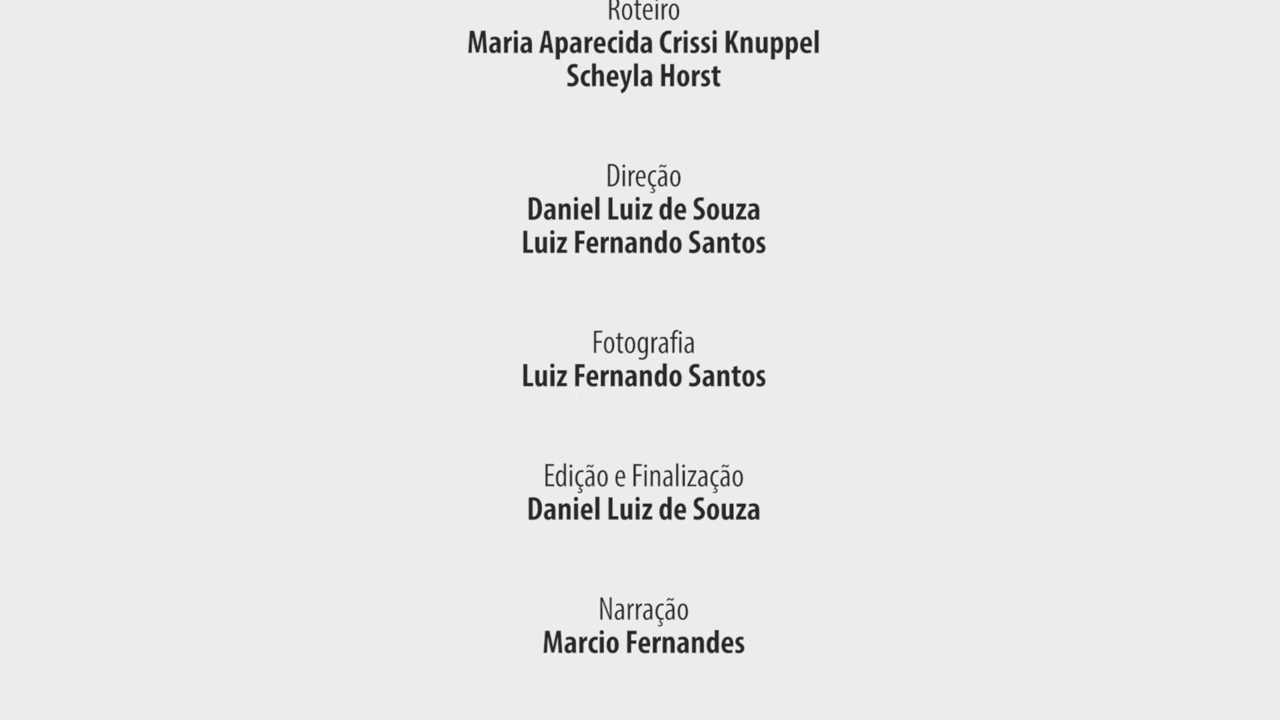 Roteiro
Maria Aparecida Crissi Knuppel
Scheyla Horst
Direção
Daniel Luiz de Souza
Luiz Fernando Santos
Fotografia
Luiz Fernando Santos
Edição e Finalização
Daniel Luiz de Souza
Narração
Marcio Fernandes